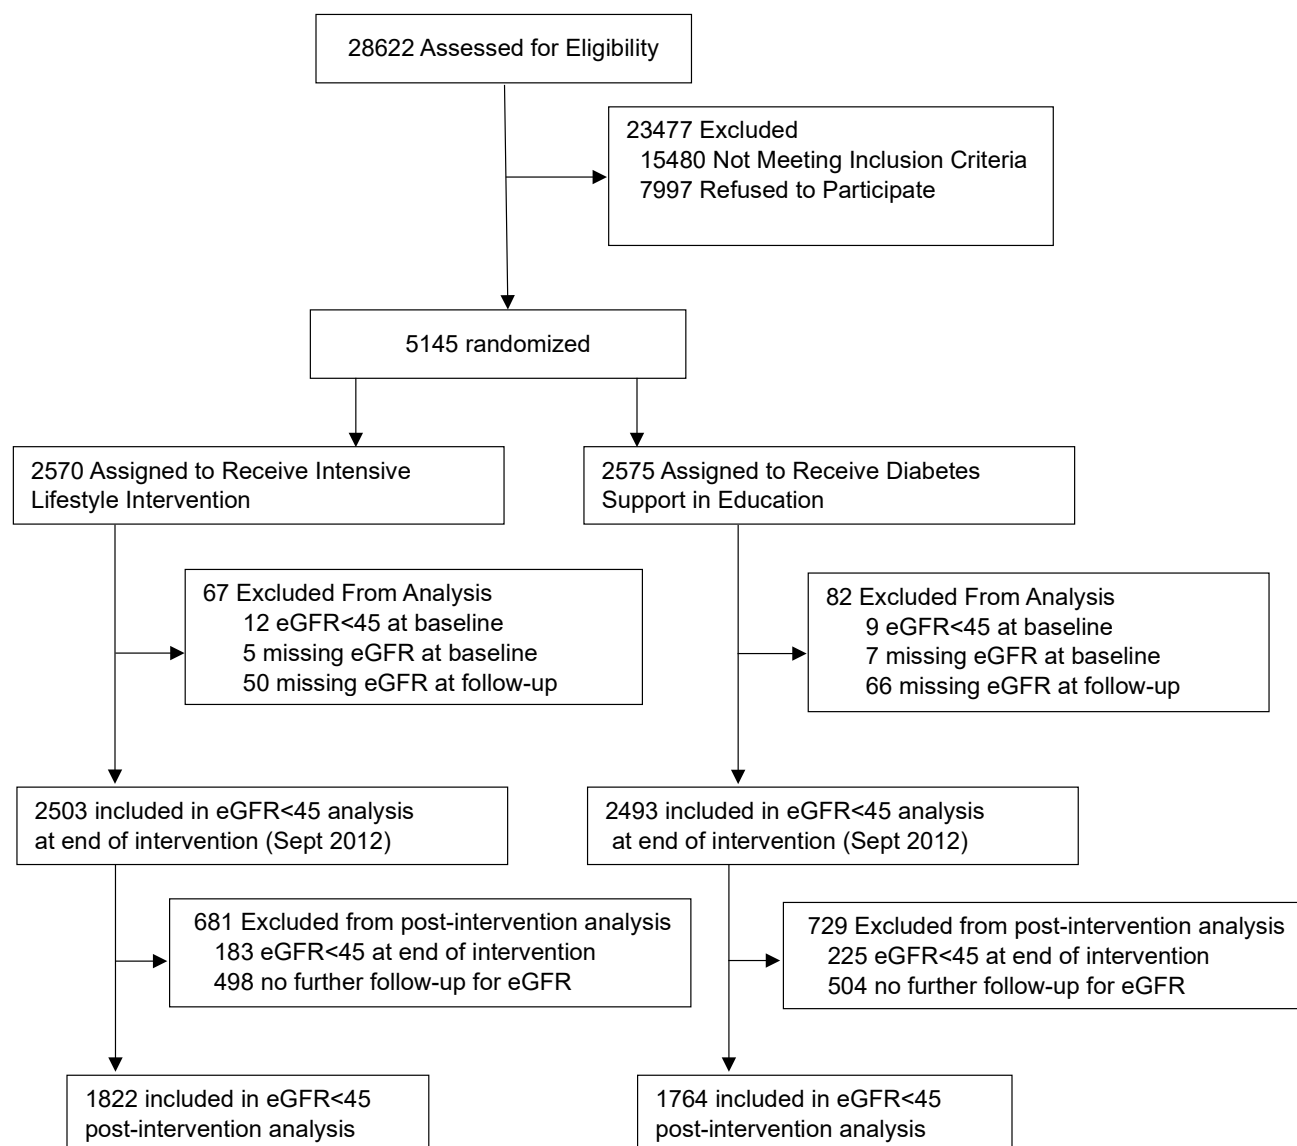 28622 Assessed for Eligibility
23477 Excluded
15480 Not Meeting Inclusion Criteria
7997 Refused to Participate
5145 randomized
2570 Assigned to Receive Intensive
Lifestyle Intervention
2575 Assigned to Receive Diabetes
Support in Education
67 Excluded From Analysis
12 eGFR<45 at baseline
5 missing eGFR at baseline
50 missing eGFR at follow-up
82 Excluded From Analysis
9 eGFR<45 at baseline
7 missing eGFR at baseline
66 missing eGFR at follow-up
2503 included in eGFR<45 analysis
at end of intervention (Sept 2012)
2493 included in eGFR<45 analysis
at end of intervention (Sept 2012)
681 Excluded from post-intervention analysis
183 eGFR<45 at end of intervention
498 no further follow-up for eGFR
729 Excluded from post-intervention analysis
225 eGFR<45 at end of intervention
504 no further follow-up for eGFR
1822 included in eGFR<45
post-intervention analysis
1764 included in eGFR<45
post-intervention analysis